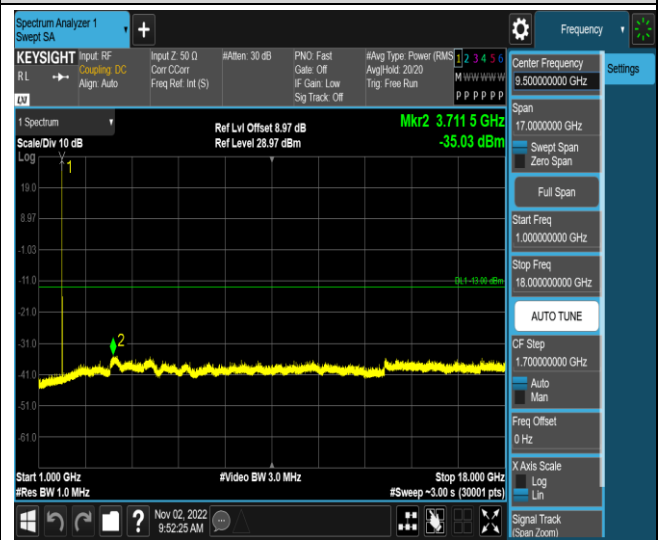 Spectrum Analyzer 1
Swept SA
+
Frequency
KEYSIGHT
RL
LXI
Input: RF
Coupling: DC
Align: Auto
Input Z: 50 Ω
Corr CCorr
Freq Ref: Int (S)
#Atten: 30 dB
PNO: Fast
Gate: Off
IF Gain: Low
Sig Track: Off
#Avg Type: Power (RMS
Avg|Hold: 20/20
Trig: Free Run
1 2 3 4 5 6
M W W W W W
P P P P P P
1 Spectrum
Scale/Div 10 dB
Log
Ref Lvl Offset 8.97 dB
Ref Level 28.97 dBm
Mkr2 3.711 5 GHz
-35.03 dBm
1
19.0
8.97
-1.03
-11.0
DL1 -13.00 dBm
-21.0
-31.0
2
-41.0
-51.0
-61.0
Start 1.000 GHz
#Res BW 1.0 MHz
#Video BW 3.0 MHz
Stop 18.000 GHz
#Sweep ~3.00 s (30001 pts)
?
Nov 02, 2022
9:52:25 AM
Center Frequency
9.500000000 GHz
Settings
Span
17.0000000 GHz
Swept Span
Zero Span
Full Span
Start Freq
1.000000000 GHz
Stop Freq
18.000000000 GHz
AUTO TUNE
CF Step
1.700000000 GHz
Auto
Man
Freq Offset
0 Hz
X Axis Scale
Log
Lin
Signal Track
(Span Zoom)